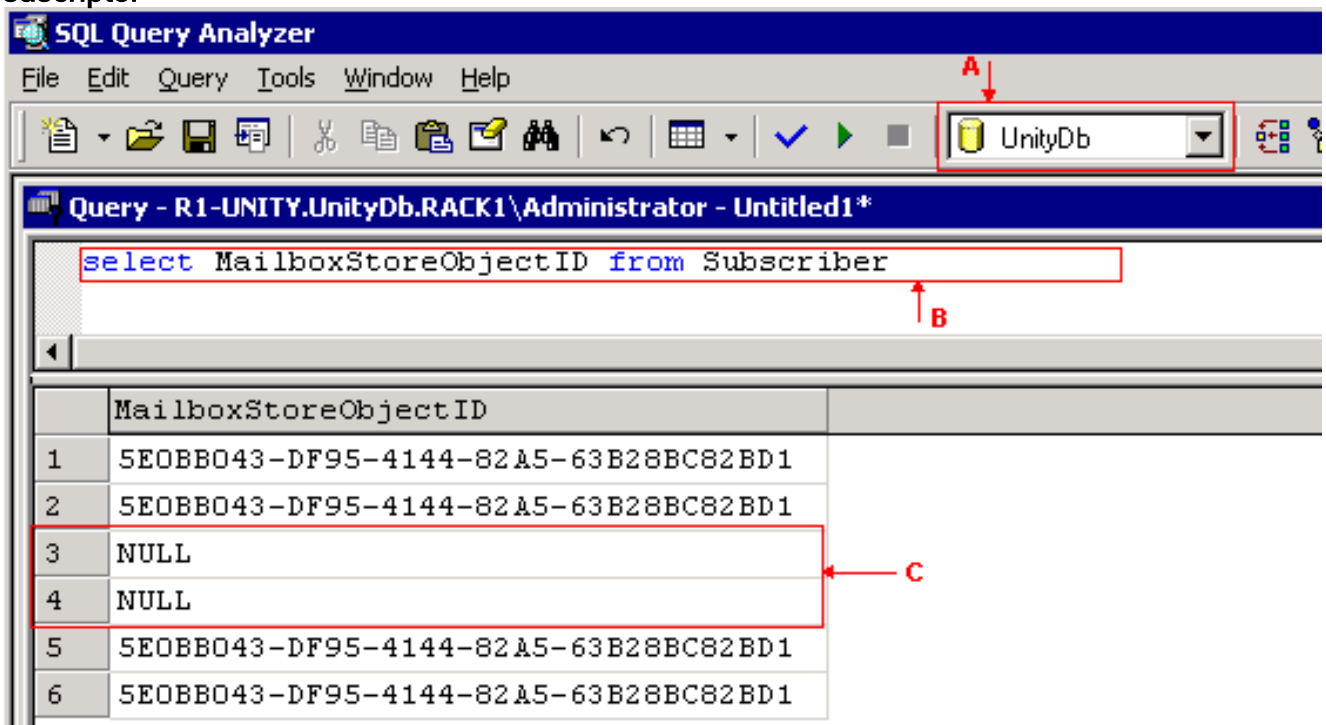 SQL Query Analyzer
File Edit Query Tools Window Help
A
UnityDb
Query - R1-UNITY.UnityDb.RACK1\Administrator - Untitled1*
select MailboxStoreObjectID from Subscriber
B
MailboxStoreObjectID
1 5E0BB043-DF95-4144-82A5-63B28BC82BD1
2 5E0BB043-DF95-4144-82A5-63B28BC82BD1
3 NULL
C
4 NULL
5 5E0BB043-DF95-4144-82A5-63B28BC82BD1
6 5E0BB043-DF95-4144-82A5-63B28BC82BD1